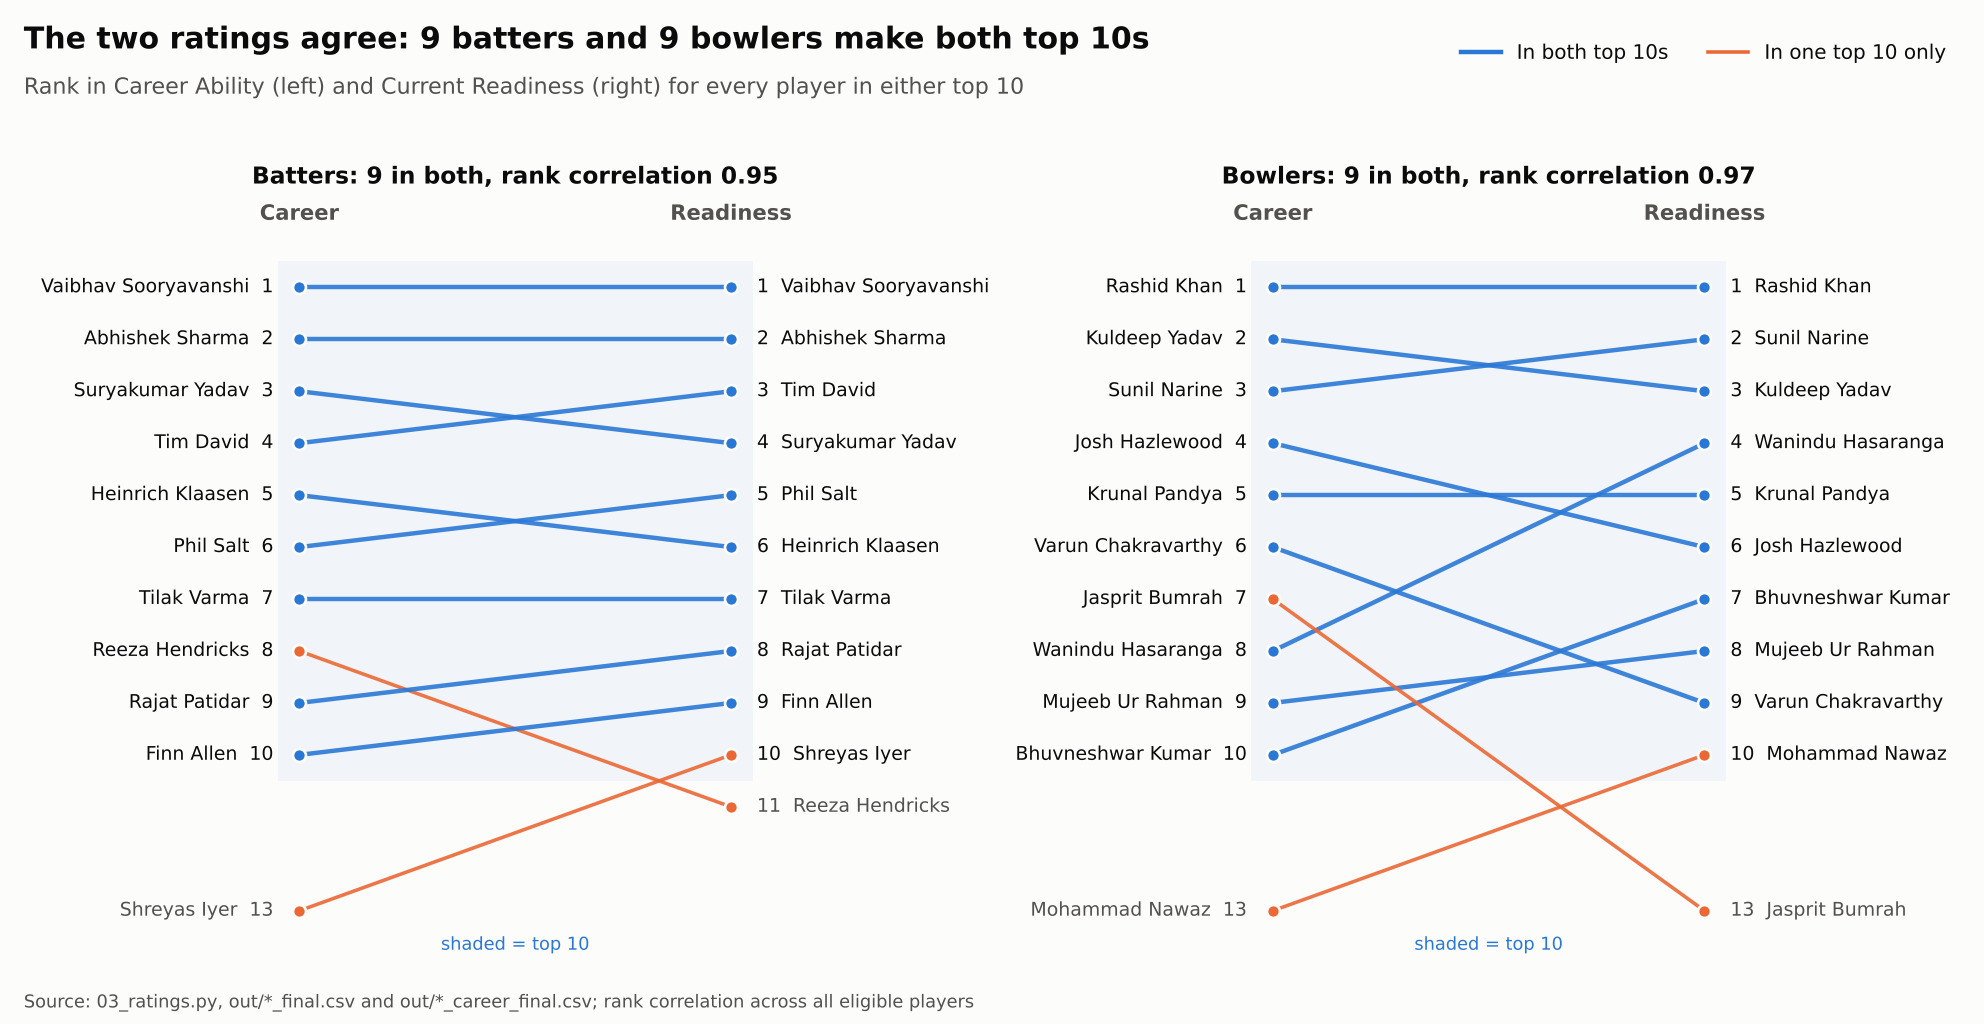 The two ratings agree: 9 batters and 9 bowlers make both top 10s
Rank in Career Ability (left) and Current Readiness (right) for every player in either top 10
In both top 10s
In one top 10 only
Batters: 9 in both, rank correlation 0.95
Career Readiness
Vaibhav Sooryavanshi 1 1 Vaibhav Sooryavanshi
Abhishek Sharma 2 2 Abhishek Sharma
Suryakumar Yadav 3 3 Tim David
Tim David 4 4 Suryakumar Yadav
Heinrich Klaasen 5 5 Phil Salt
Phil Salt 6 6 Heinrich Klaasen
Tilak Varma 7 7 Tilak Varma
Reeza Hendricks 8 8 Rajat Patidar
Rajat Patidar 9 9 Finn Allen
Finn Allen 10 10 Shreyas Iyer
11 Reeza Hendricks
Shreyas Iyer 13
shaded = top 10
Bowlers: 9 in both, rank correlation 0.97
Career Readiness
Rashid Khan 1 1 Rashid Khan
Kuldeep Yadav 2 2 Sunil Narine
Sunil Narine 3 3 Kuldeep Yadav
Josh Hazlewood 4 4 Wanindu Hasaranga
Krunal Pandya 5 5 Krunal Pandya
Varun Chakravarthy 6 6 Josh Hazlewood
Jasprit Bumrah 7 7 Bhuvneshwar Kumar
Wanindu Hasaranga 8 8 Mujeeb Ur Rahman
Mujeeb Ur Rahman 9 9 Varun Chakravarthy
Bhuvneshwar Kumar 10 10 Mohammad Nawaz
Mohammad Nawaz 13 13 Jasprit Bumrah
shaded = top 10
Source: 03_ratings.py, out/*_final.csv and out/*_career_final.csv; rank correlation across all eligible players